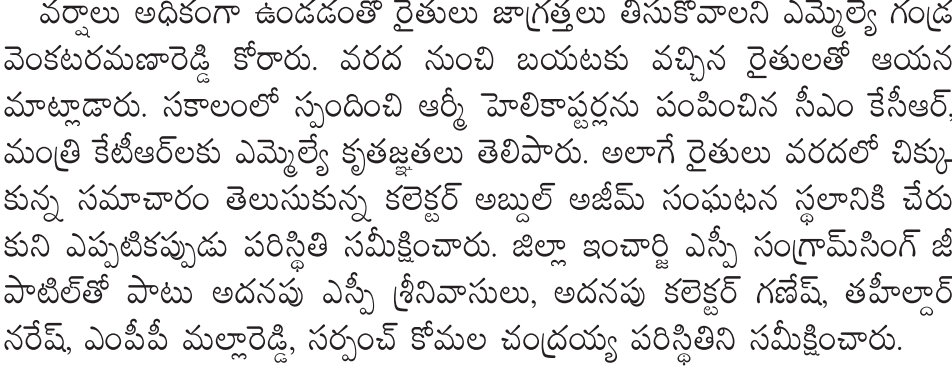 వర్షాలు అధికంగా ఉండడంతో రైతులు జాగ్రత్తలు తీసుకోవాలని ఎమ్మెల్యే గండ్ర
వెంకటరమణారెడ్డి కోరారు. వరద నుంచి బయటకు వచ్చిన రైతులతో ఆయన
మాట్లాడారు. సకాలంలో స్పందించి ఆర్మీ హెలికాప్టర్లను పంపించిన సీఎం కేసీఆర్,
మంత్రి కేటీఆర్‌లకు ఎమ్మెల్యే కృతజ్ఞతలు తెలిపారు. అలాగే రైతులు వరదలో చిక్కు
కున్న సమాచారం తెలుసుకున్న కలెక్టర్ అబ్దుల్ అజీమ్ సంఘటన స్థలానికి చేరు
కుని ఎప్పటికప్పుడు పరిస్థితి సమీక్షించారు. జిల్లా ఇంచార్జి ఎస్పీ సంగ్రామ్‌సింగ్ జీ
పాటిల్‌తో పాటు అదనపు ఎస్పీ శ్రీనివాసులు, అదనపు కలెక్టర్ గణేష్, తహీల్దార్
నరేష్, ఎంపీపీ మల్లారెడ్డి, సర్పంచ్ కోమల చంద్రయ్య పరిస్థితిని సమీక్షించారు.